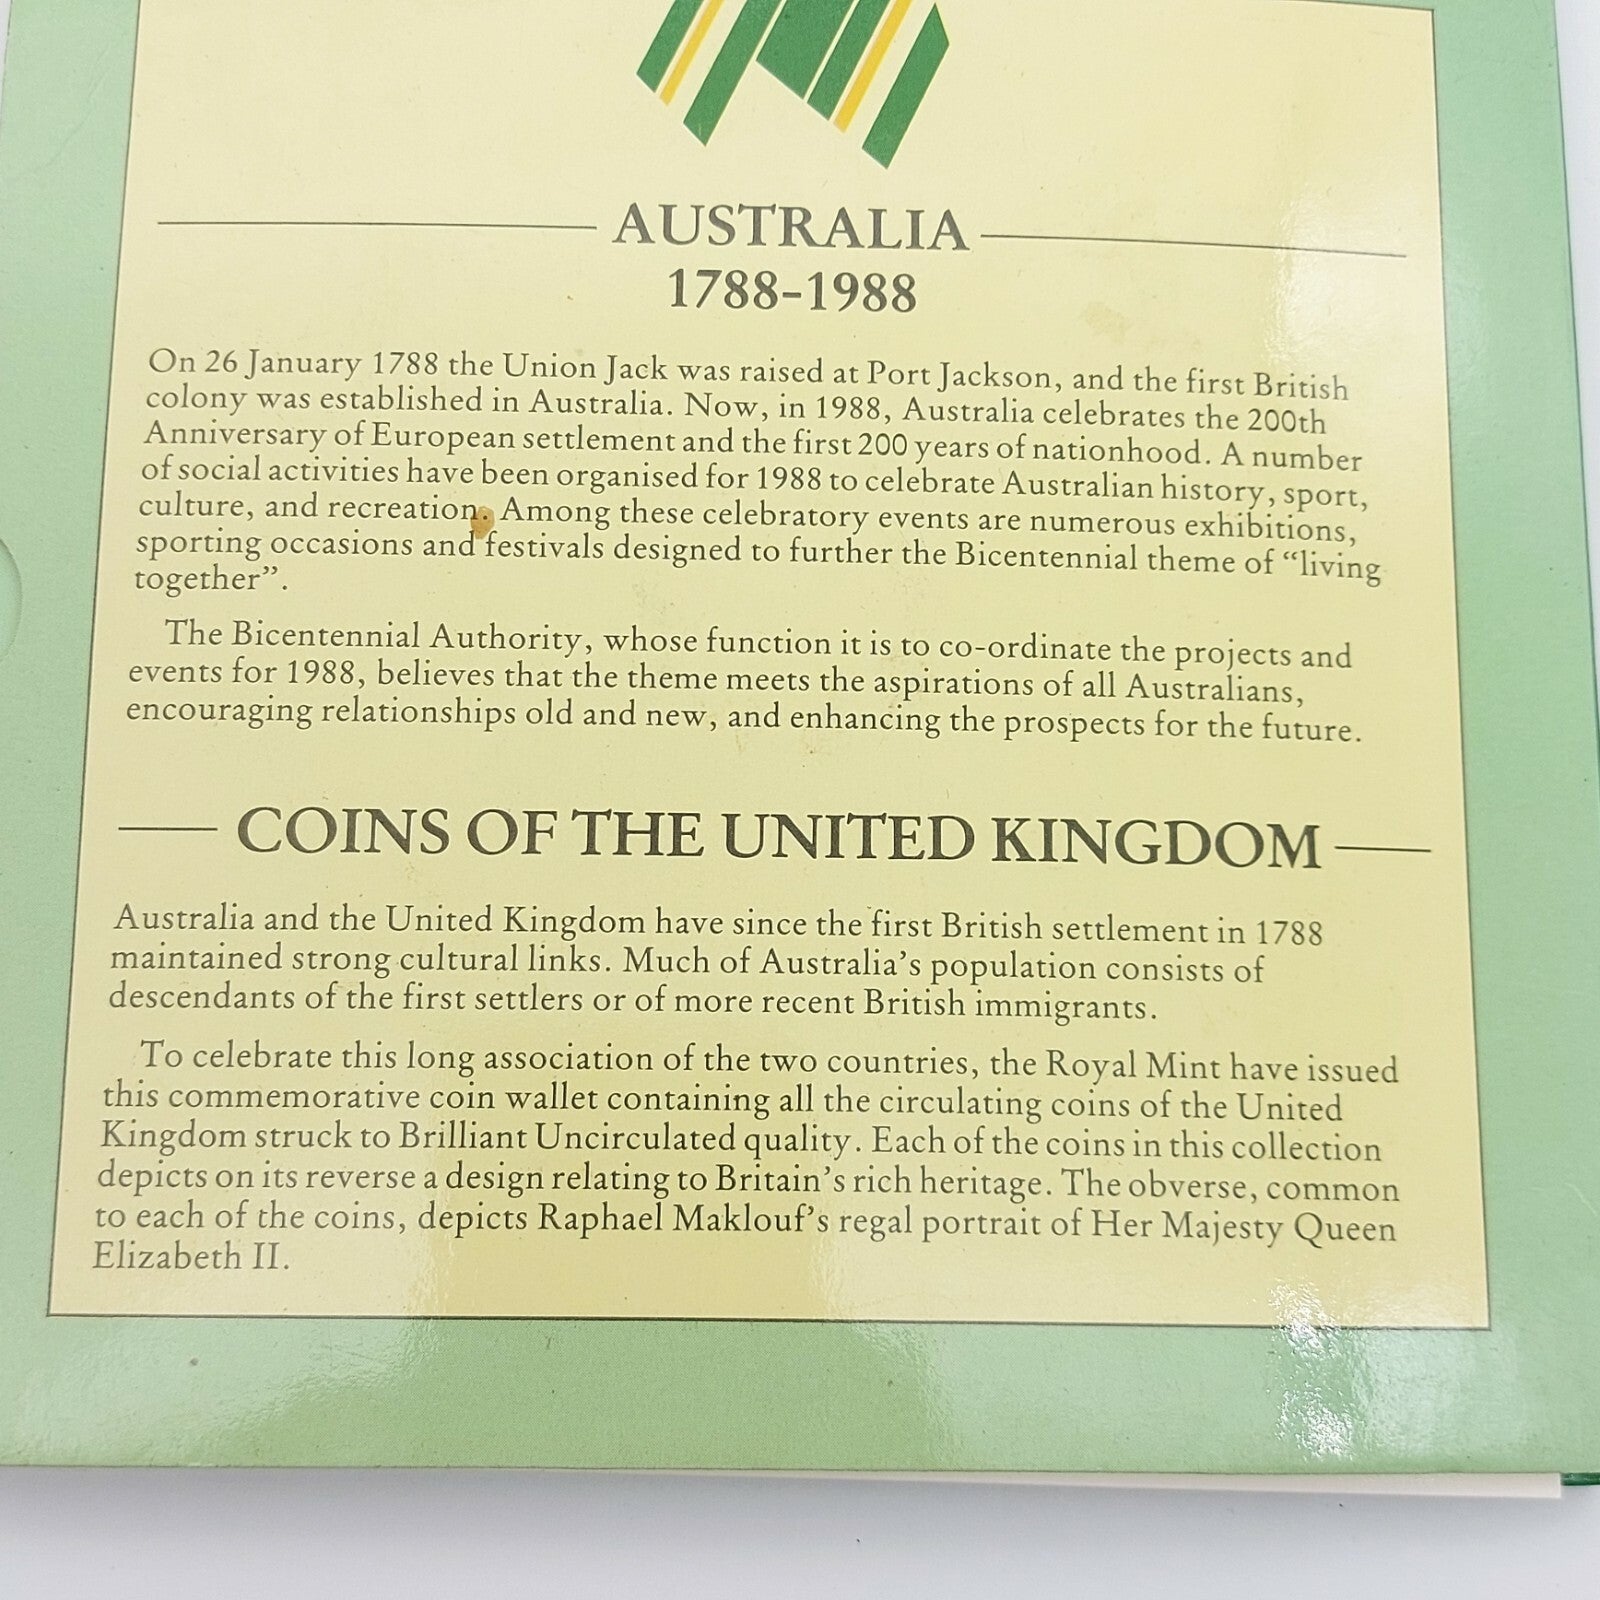 AUSTRALIA
1788-1988
On 26 January 1788 the Union Jack was raised at Port Jackson, and the first British
colony was established in Australia. Now, in 1988, Australia celebrates the 200th
Anniversary of European settlement and the first 200 years of nationhood. A number
of social activities have been organised for 1988 to celebrate Australian history, sport,
culture, and recreation. Among these celebratory events are numerous exhibitions,
sporting occasions and festivals designed to further the Bicentennial theme of “living
together”.
The Bicentennial Authority, whose function it is to co-ordinate the projects and
events for 1988, believes that the theme meets the aspirations of all Australians,
encouraging relationships old and new, and enhancing the prospects for the future.
COINS OF THE UNITED KINGDOM
Australia and the United Kingdom have since the first British settlement in 1788
maintained strong cultural links. Much of Australia’s population consists of
descendants of the first settlers or of more recent British immigrants.
To celebrate this long association of the two countries, the Royal Mint have issued
this commemorative coin wallet containing all the circulating coins of the United
Kingdom struck to Brilliant Uncirculated quality. Each of the coins in this collection
depicts on its reverse a design relating to Britain’s rich heritage. The obverse, common
to each of the coins, depicts Raphael Maklouf’s regal portrait of Her Majesty Queen
Elizabeth II.